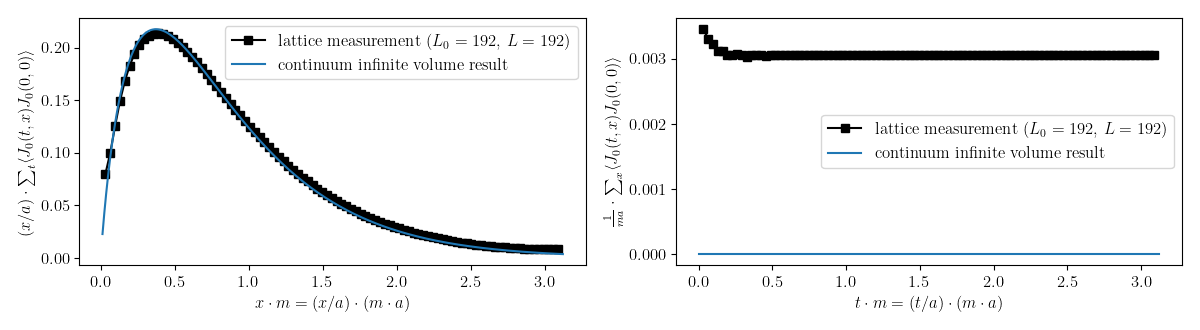 lattice measurement (L₀ = 192, L = 192)
continuum infinite volume result
(x/a) · ∑ₜ⟨J₀(t, x)J₀(0, 0)⟩
0.20
0.15
0.10
0.05
0.00
0.0 0.5 1.0 1.5 2.0 2.5 3.0
x · m = (x/a) · (m · a)
lattice measurement (L₀ = 192, L = 192)
continuum infinite volume result
1/ma · ∑ₓ⟨J₀(t, x)J₀(0, 0)⟩
0.003
0.002
0.001
0.000
0.0 0.5 1.0 1.5 2.0 2.5 3.0
t · m = (t/a) · (m · a)